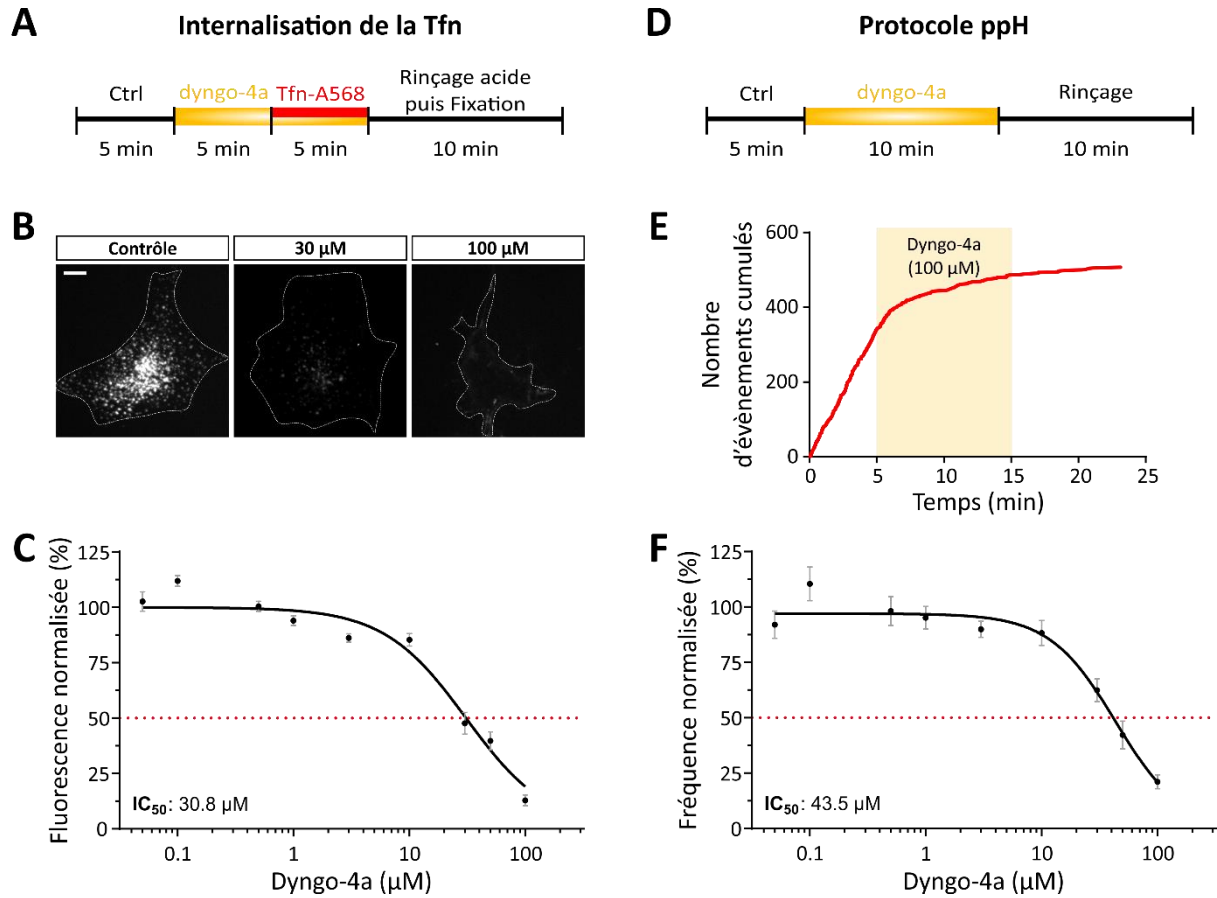 A
Internalisation de la Tfn
Ctrl
dyngo-4a
Tfn-A568
Rinçage acide
puis Fixation
5 min
5 min
5 min
10 min
B
Contrôle
30 µM
100 µM
C
Fluorescence normalisée (%)
125
100
75
50
25
0
IC50: 30.8 µM
0.1
1
10
100
Dyngo-4a (µM)
D
Protocole ppH
Ctrl
dyngo-4a
Rinçage
5 min
10 min
10 min
E
Nombre
d'évènements cumulés
600
400
200
0
Dyngo-4a
(100 µM)
0
5
10
15
20
25
Temps (min)
F
Fréquence normalisée (%)
125
100
75
50
25
0
IC50: 43.5 µM
0.1
1
10
100
Dyngo-4a (µM)